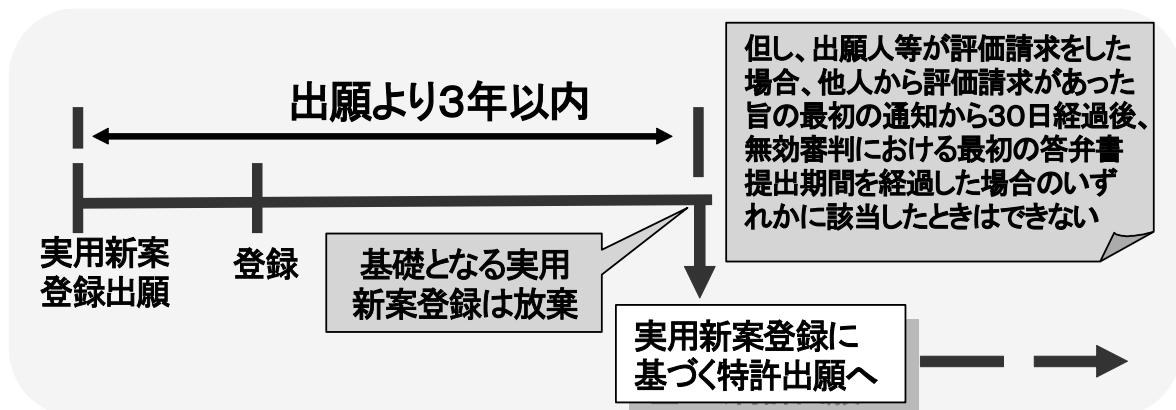 出願より3年以内
但し、出願人等が評価請求をした
場合、他人から評価請求があった
旨の最初の通知から30日経過後、
無効審判における最初の答弁書
提出期間を経過した場合のいず
れかに該当したときはできない
実用新案
登録出願
登録
基礎となる実用
新案登録は放棄
実用新案登録に
基づく特許出願へ